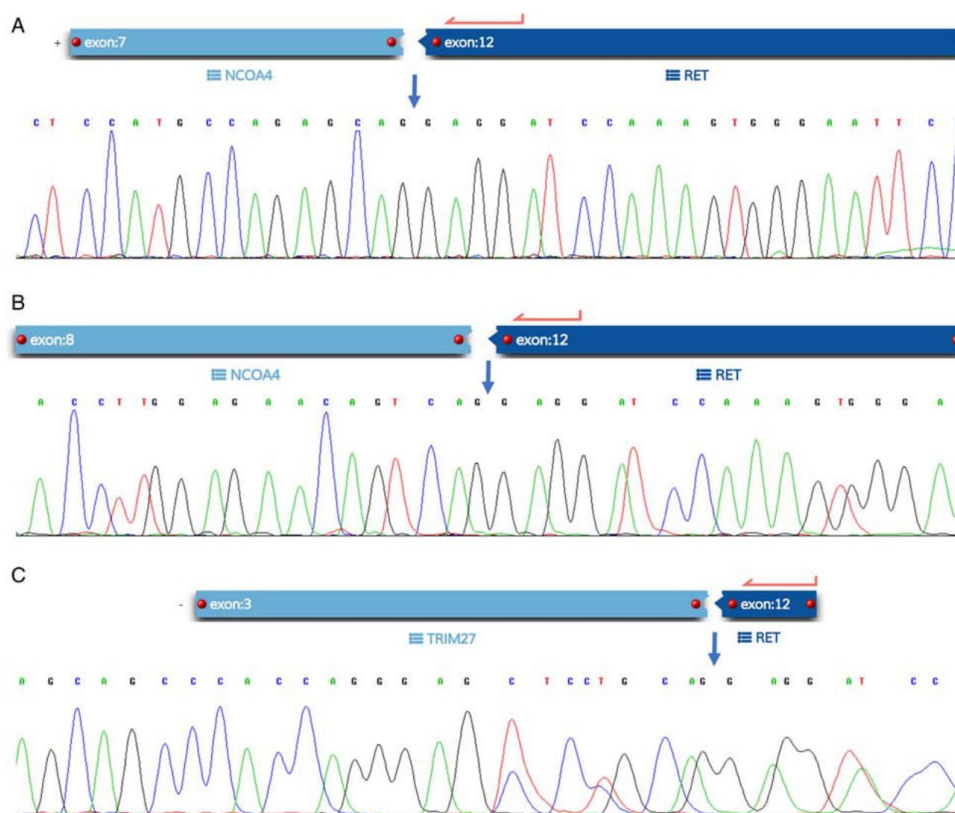 A
+ exon:7 exon:12
NCOA4 RET
C T C C A T G C C A G A G C A G G A G G A T C C A A A G T G G G A A T T C
B
exon:8 exon:12
NCOA4 RET
A C C T T G G A G A A C A G T C A G G A G G A T C C A A A G T G G G A
C
- exon:3 exon:12
TRIM27 RET
A G C A G C C C A C C A G G G A G C T C C T G C A G G A G G A T C C